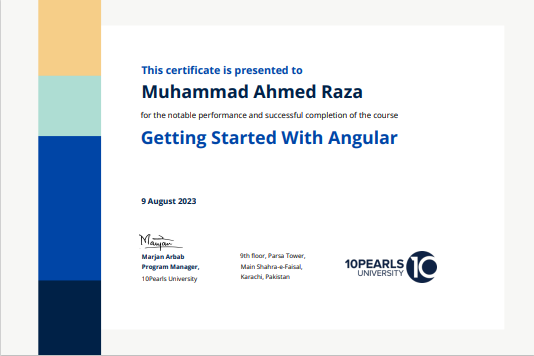 This certificate is presented to
Muhammad Ahmed Raza
for the notable performance and successful completion of the course
Getting Started With Angular
9 August 2023
Marjan
Marjan Arbab
Program Manager,
10Pearls University
9th floor, Parsa Tower,
Main Shahra-e-Faisal,
Karachi, Pakistan
10PEARLS
UNIVERSITY
10